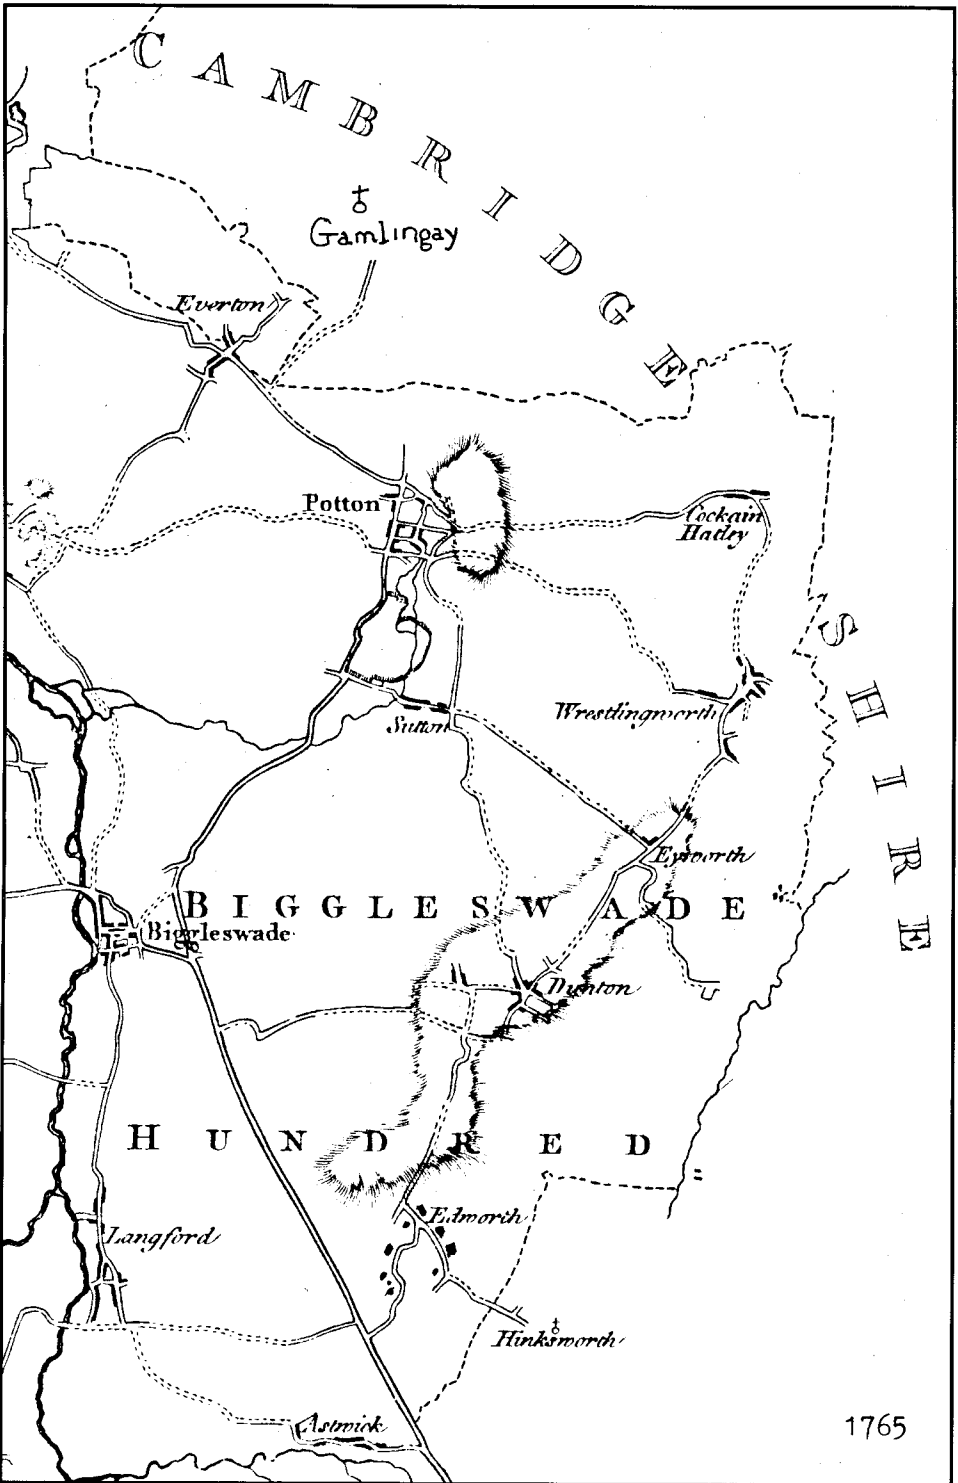 CAMBRIDGE
SHIRE
Gamlingay
Everton
Potton
Cockain
Hatley
Sutton
Wrestlingworth
Eyworth
BIGGLESWADE
Biggleswade
Dunton
HUNDRED
Edworth
Langford
Hinksworth
Astwick
1765